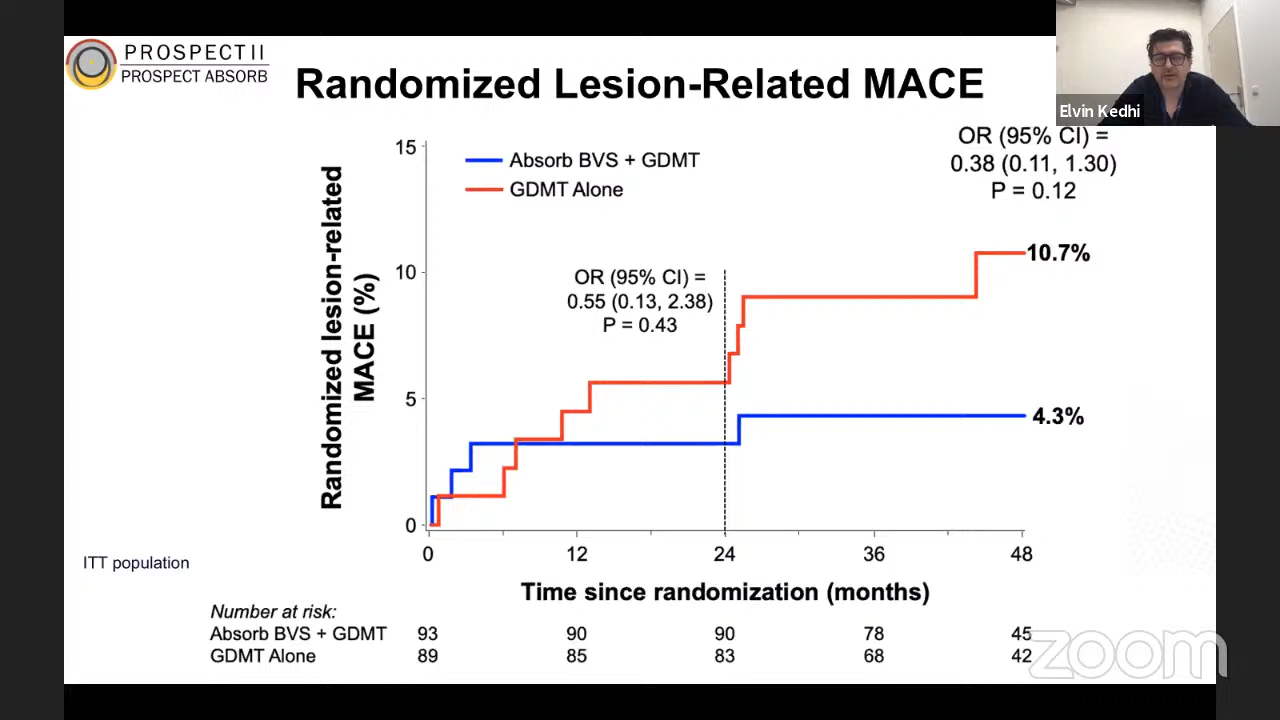 PROSPECT II
PROSPECT ABSORB
Randomized Lesion-Related MACE
Elvin Kedhi
OR (95% CI) =
0.38 (0.11, 1.30)
P = 0.12
Absorb BVS + GDMT
GDMT Alone
Randomized lesion-related
MACE (%)
15
10
5
0
OR (95% CI) =
0.55 (0.13, 2.38)
P = 0.43
10.7%
4.3%
0 12 24 36 48
Time since randomization (months)
ITT population
Number at risk:
Absorb BVS + GDMT 93 90 90 78 45
GDMT Alone 89 85 83 68 42
zoom